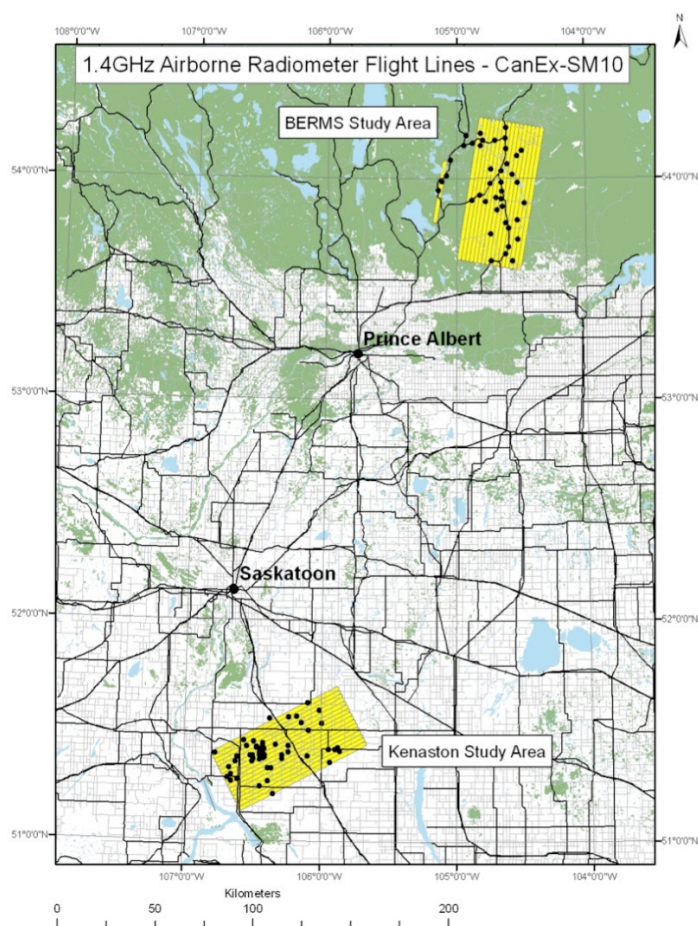 108°0'0"W 107°0'0"W 106°0'0"W 105°0'0"W 104°0'0"W
N
1.4GHz Airborne Radiometer Flight Lines - CanEx-SM10
BERMS Study Area
54°0'0"N 54°0'0"N
Prince Albert
53°0'0"N 53°0'0"N
Saskatoon
52°0'0"N 52°0'0"N
Kenaston Study Area
51°0'0"N 51°0'0"N
107°0'0"W 106°0'0"W 105°0'0"W 104°0'0"W
Kilometers
0 50 100 200